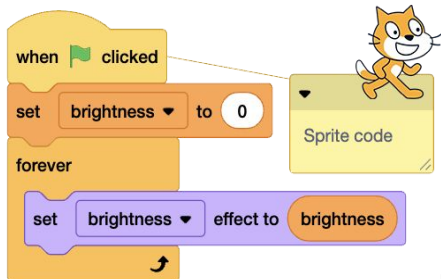 when clicked
set brightness to 0
Sprite code
forever
set brightness effect to brightness